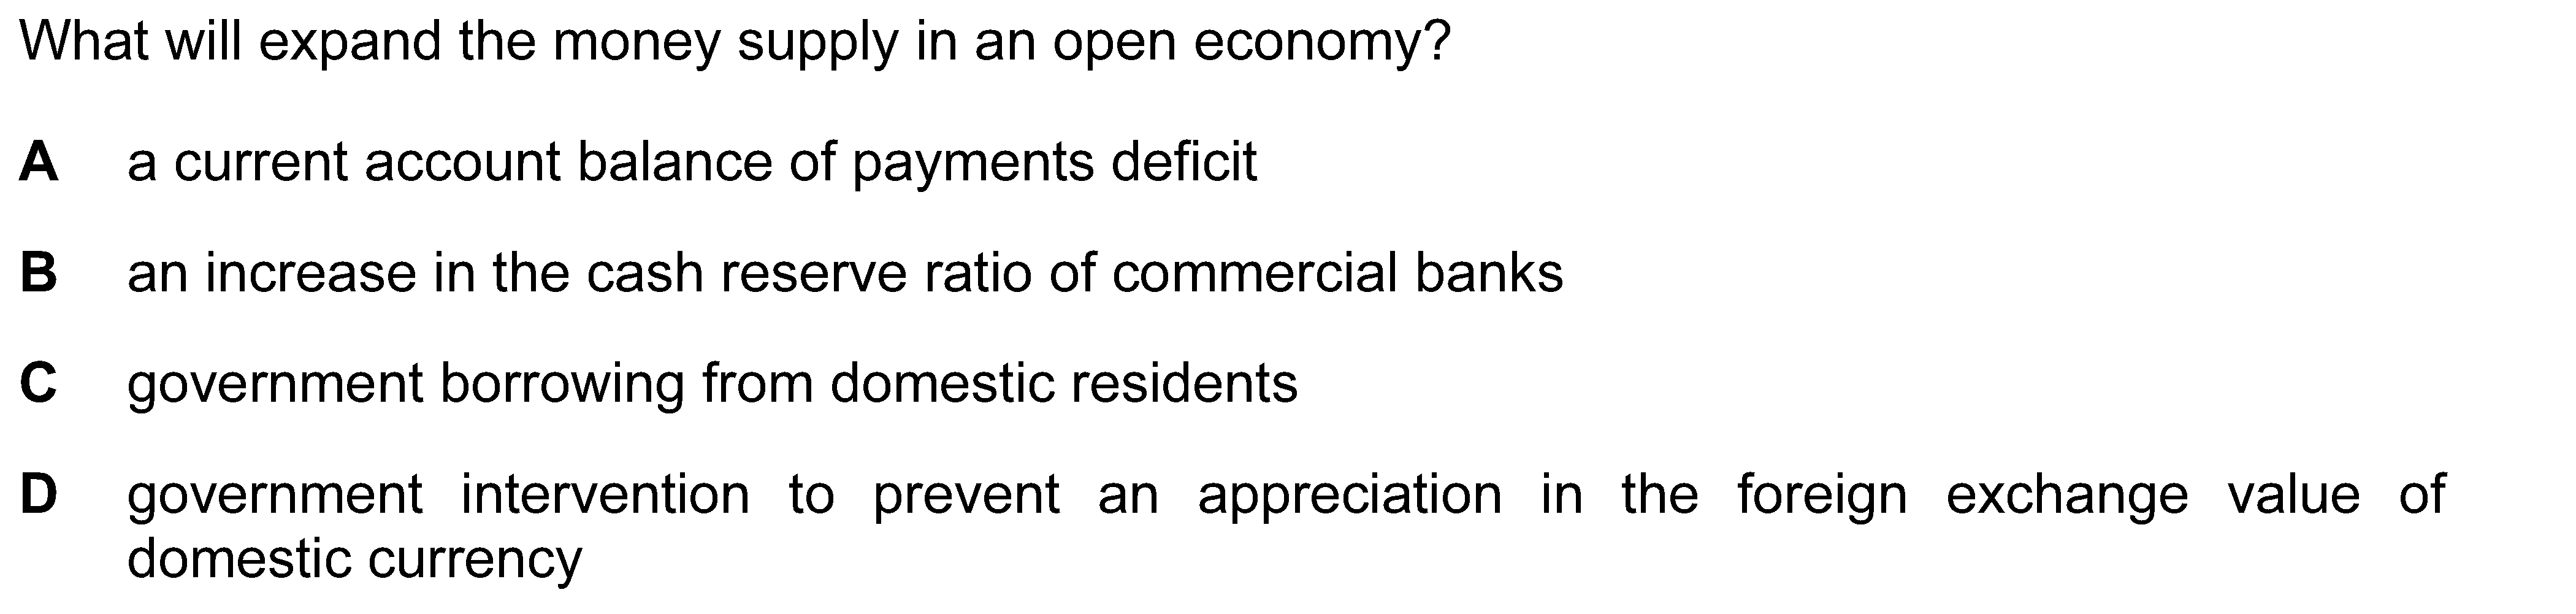 What will expand the money supply in an open economy?
A a current account balance of payments deficit
B an increase in the cash reserve ratio of commercial banks
C government borrowing from domestic residents
D government intervention to prevent an appreciation in the foreign exchange value of
domestic currency